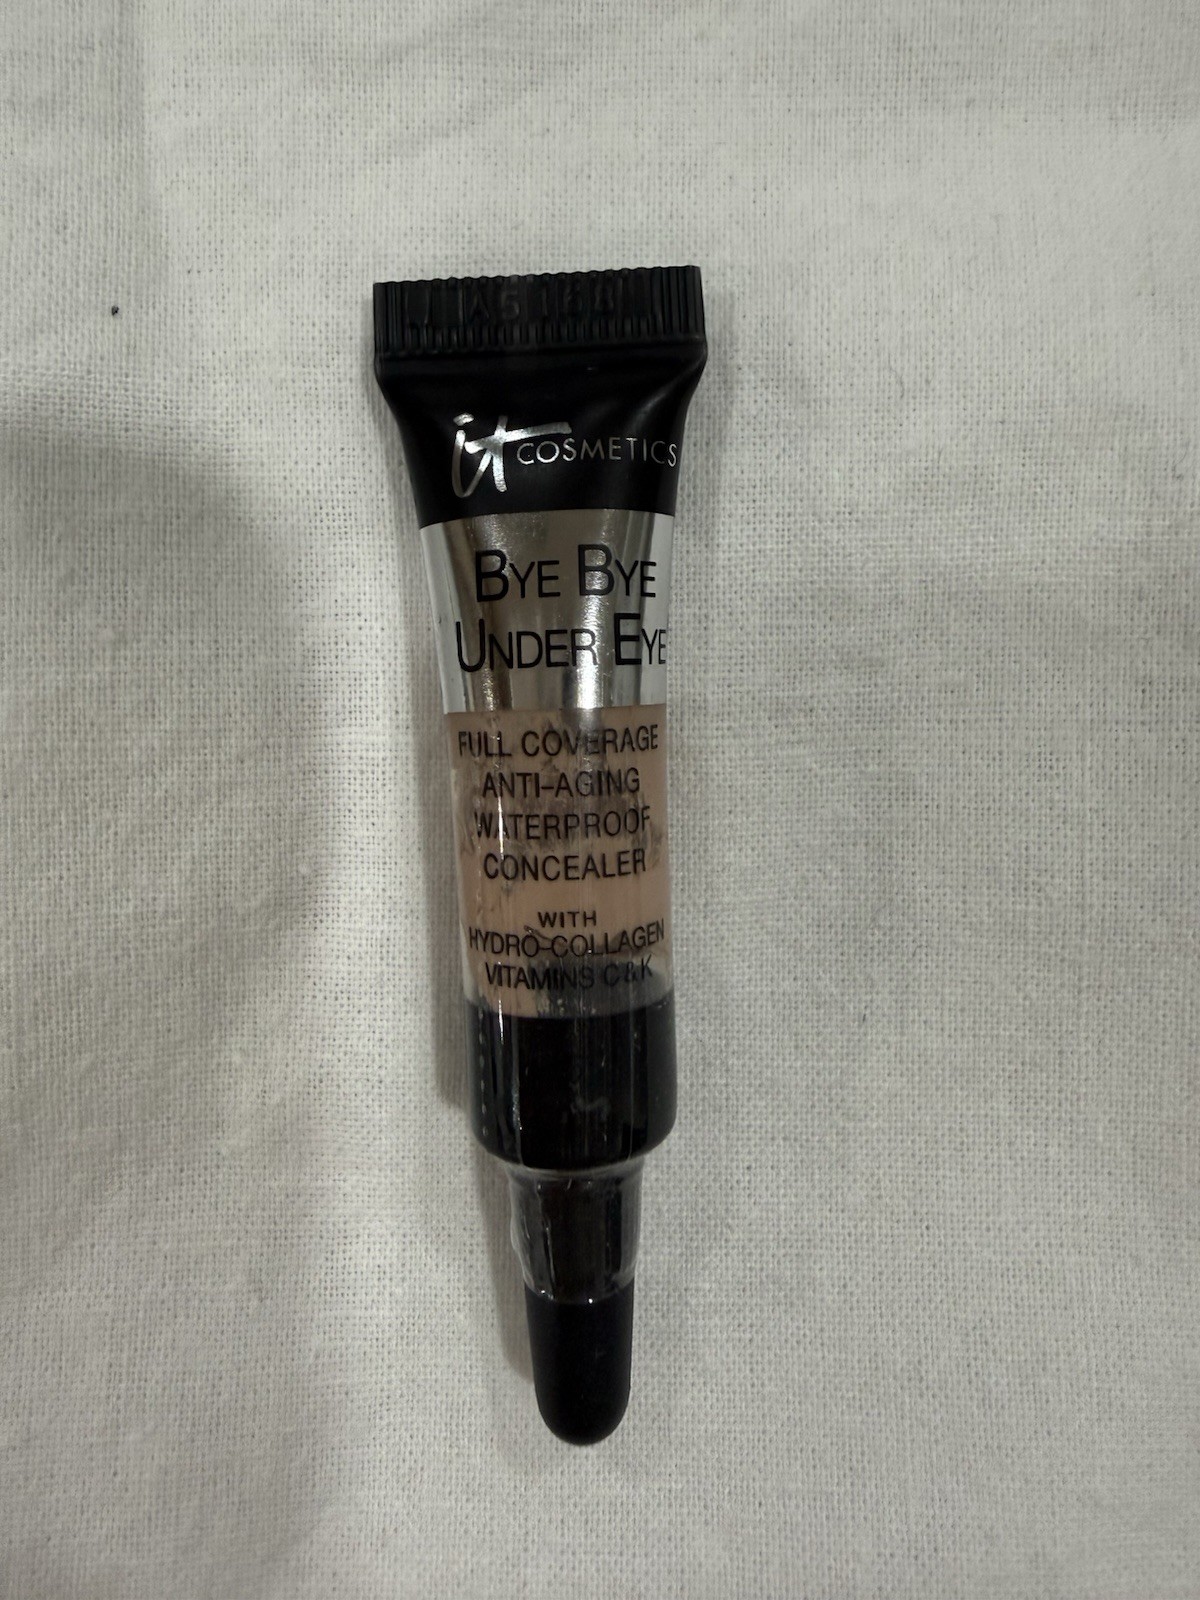 it COSMETICS
BYE BYE
UNDER EYE
FULL COVERAGE
ANTI-AGING
WATERPROOF
CONCEALER
WITH
HYDRO-COLLAGEN
VITAMINS C & K